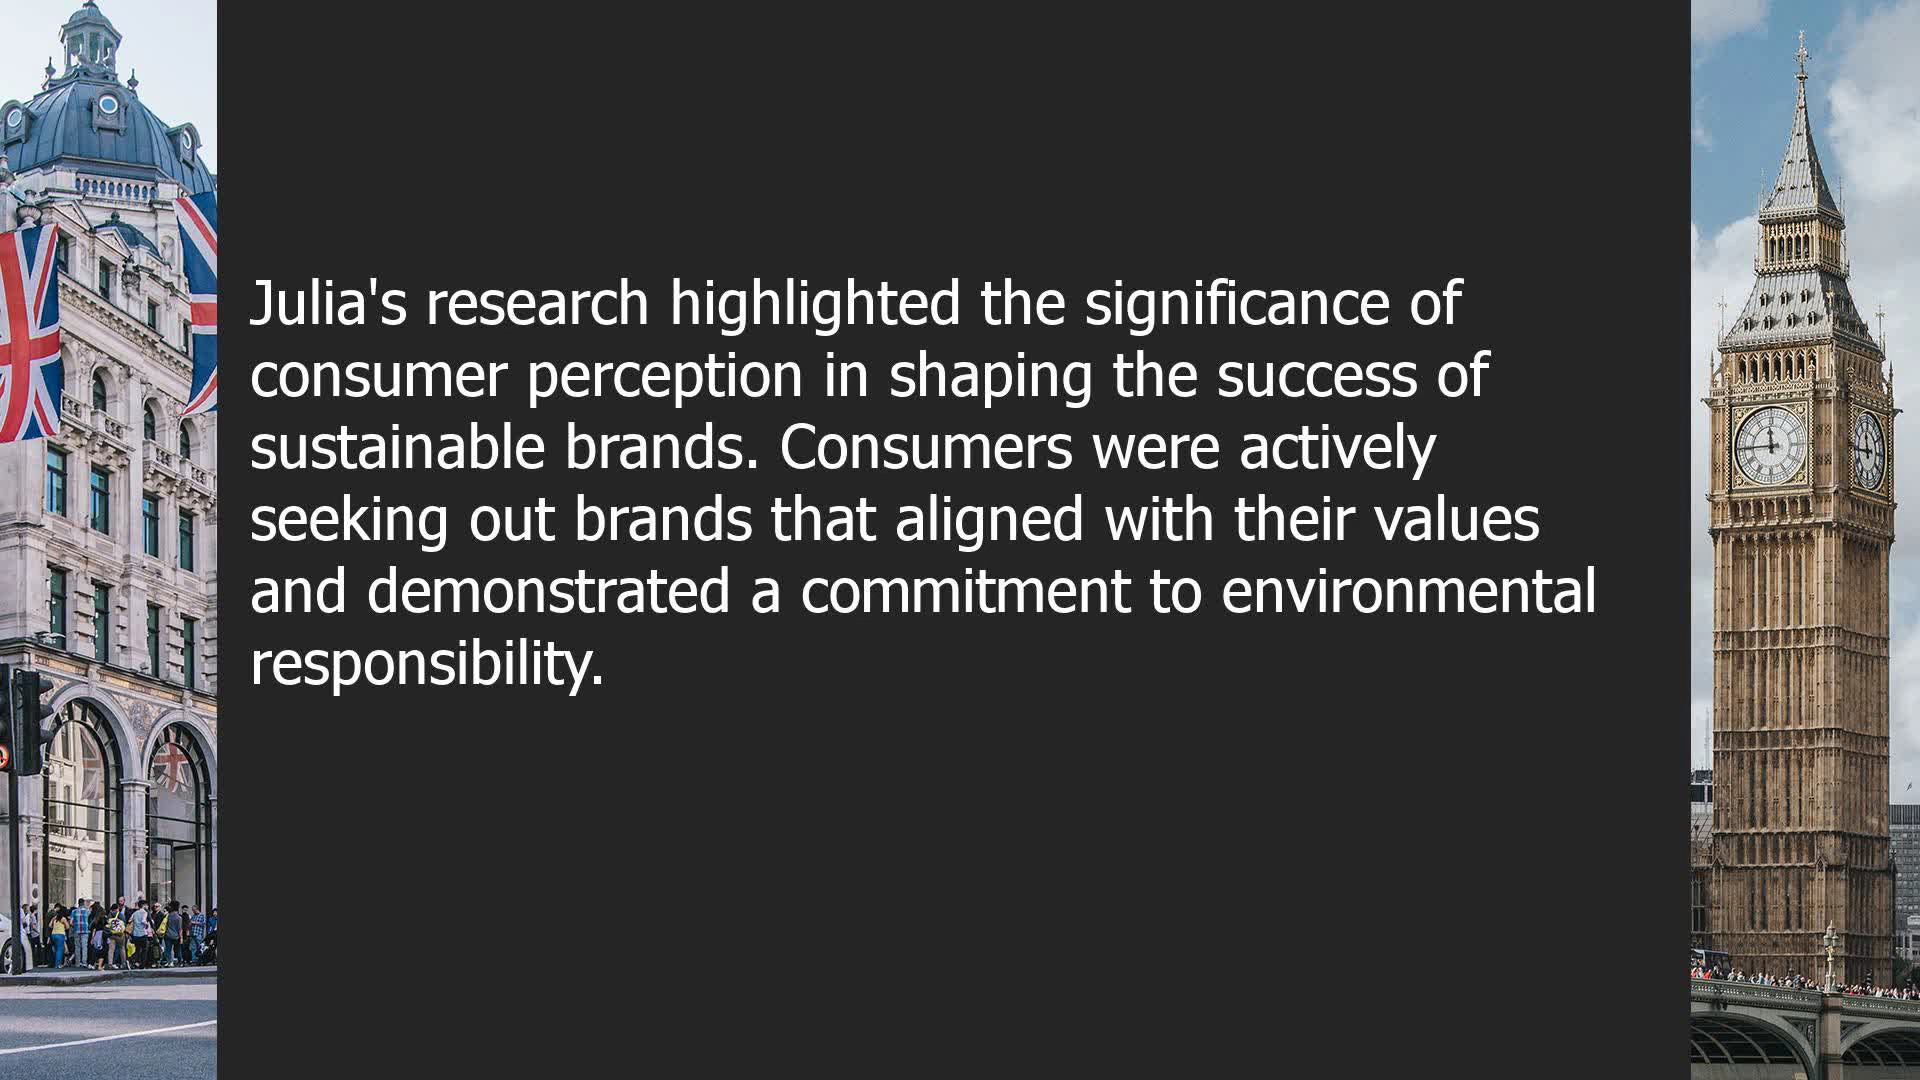 Julia's research highlighted the significance of
consumer perception in shaping the success of
sustainable brands. Consumers were actively
seeking out brands that aligned with their values
and demonstrated a commitment to environmental
responsibility.